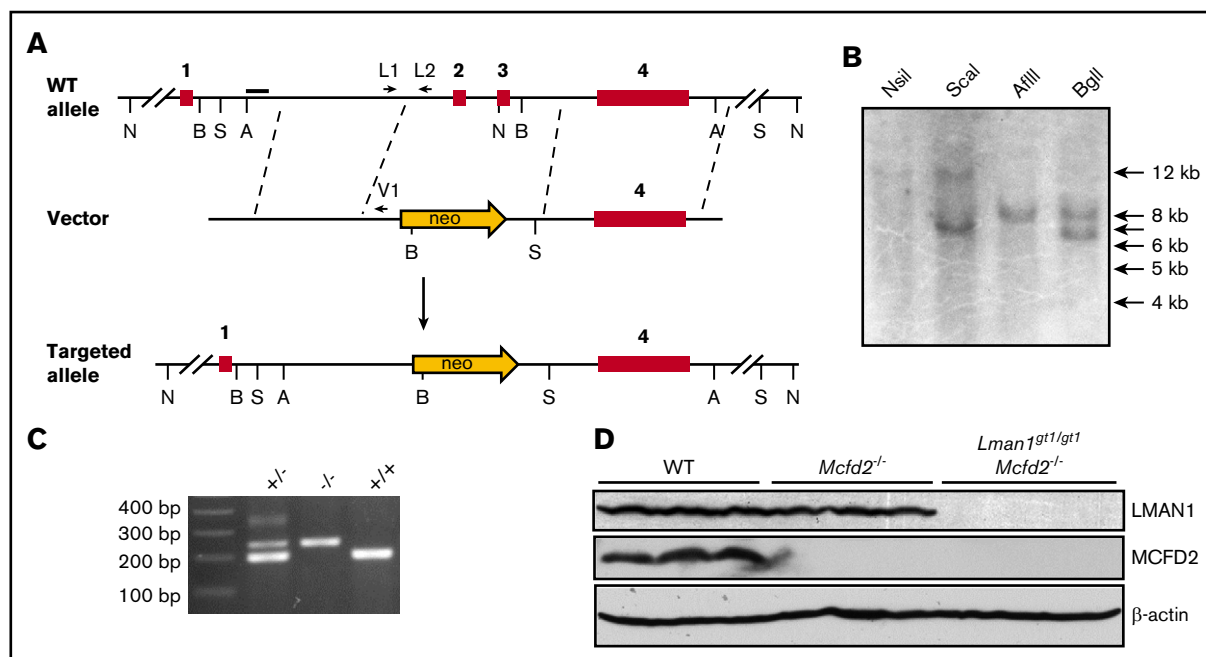 A
WT allele
1
L1 L2
2
3
4
N B S A N B A S N
Vector
V1
neo
4
B S
Targeted allele
1
neo
4
N B S A B S A S N
B
NsiI ScaI AflII BglI
12 kb
8 kb
6 kb
5 kb
4 kb
C
+/- -/- +/+
400 bp
300 bp
200 bp
100 bp
D
WT
Mcfd2-/-
Lman1gt1/gt1
Mcfd2-/-
LMAN1
MCFD2
β-actin